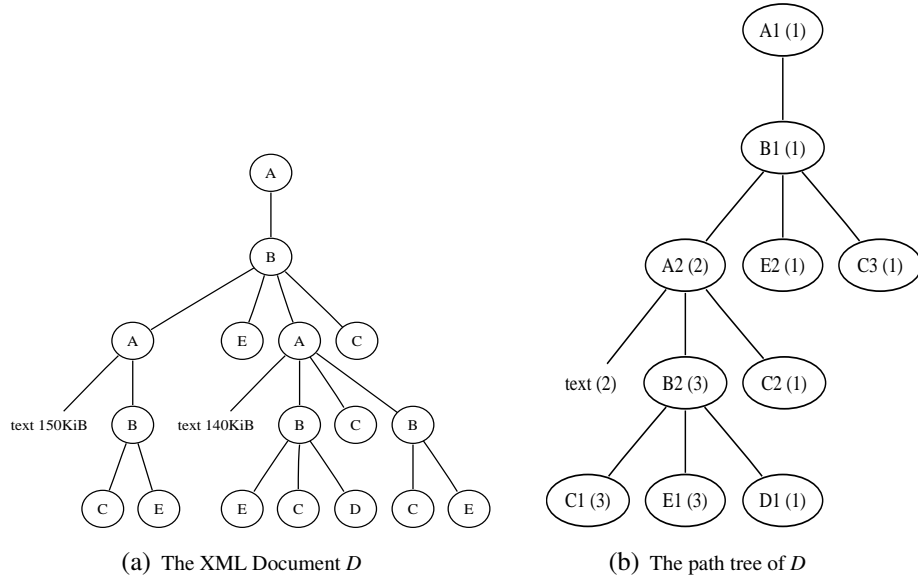 A1 (1)
B1 (1)
A
B
A2 (2)
E2 (1)
C3 (1)
A
E
A
C
text (2)
B2 (3)
C2 (1)
text 150KiB
B
text 140KiB
B
C
B
C1 (3)
E1 (3)
D1 (1)
C
E
E
C
D
C
E
(a) The XML Document D
(b) The path tree of D